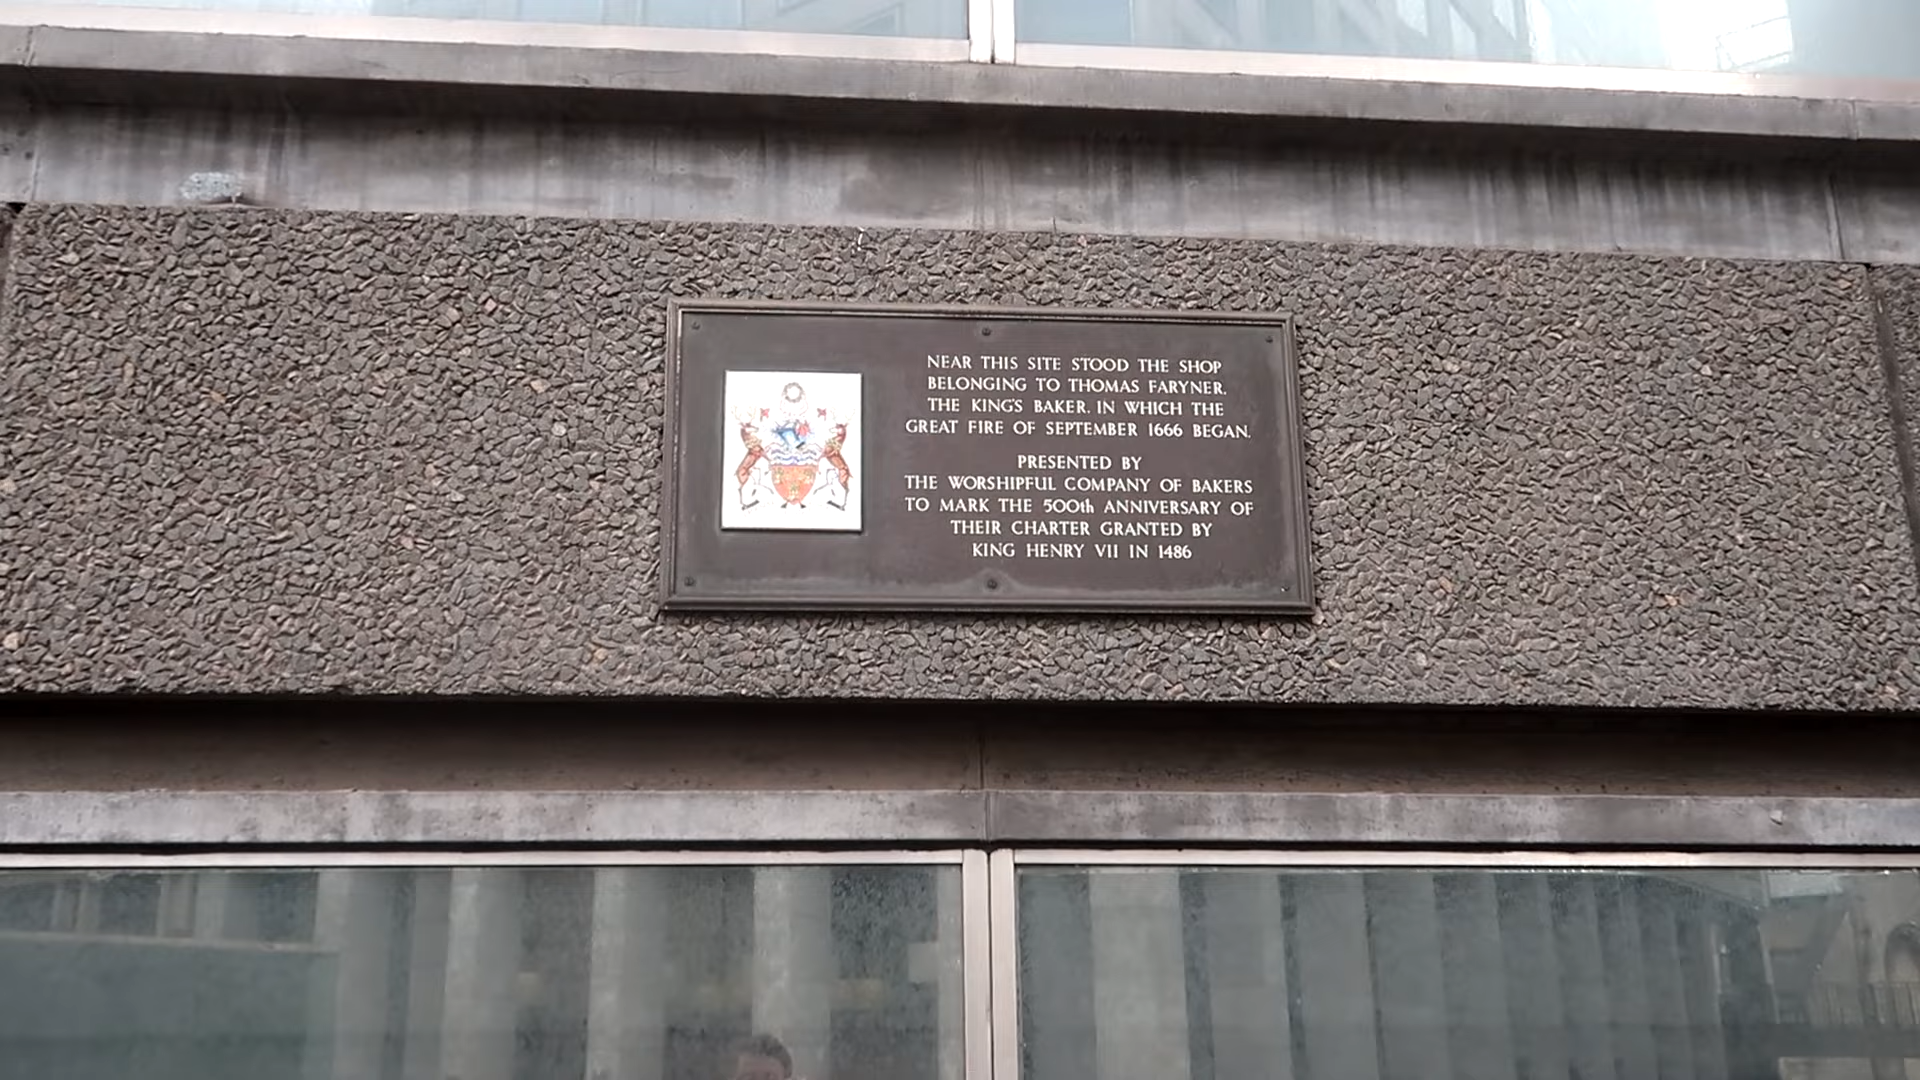 NEAR THIS SITE STOOD THE SHOP
BELONGING TO THOMAS FARYNER,
THE KING'S BAKER, IN WHICH THE
GREAT FIRE OF SEPTEMBER 1666 BEGAN.
PRESENTED BY
THE WORSHIPFUL COMPANY OF BAKERS
TO MARK THE 500th ANNIVERSARY OF
THEIR CHARTER GRANTED BY
KING HENRY VII IN 1486